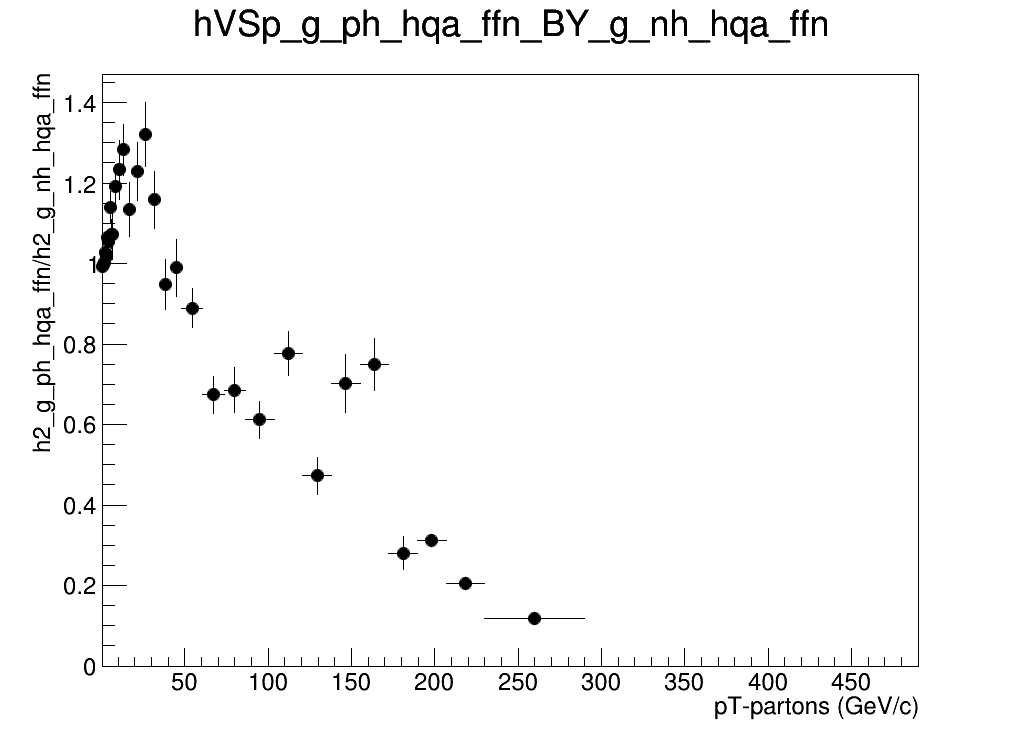 hVSp_g_ph_hqa_ffn_BY_g_nh_hqa_ffn
h2_g_ph_hqa_ffn/h2_g_nh_hqa_ffn
1.4
1.2
1
0.8
0.6
0.4
0.2
0
50 100 150 200 250 300 350 400 450
pT-partons (GeV/c)